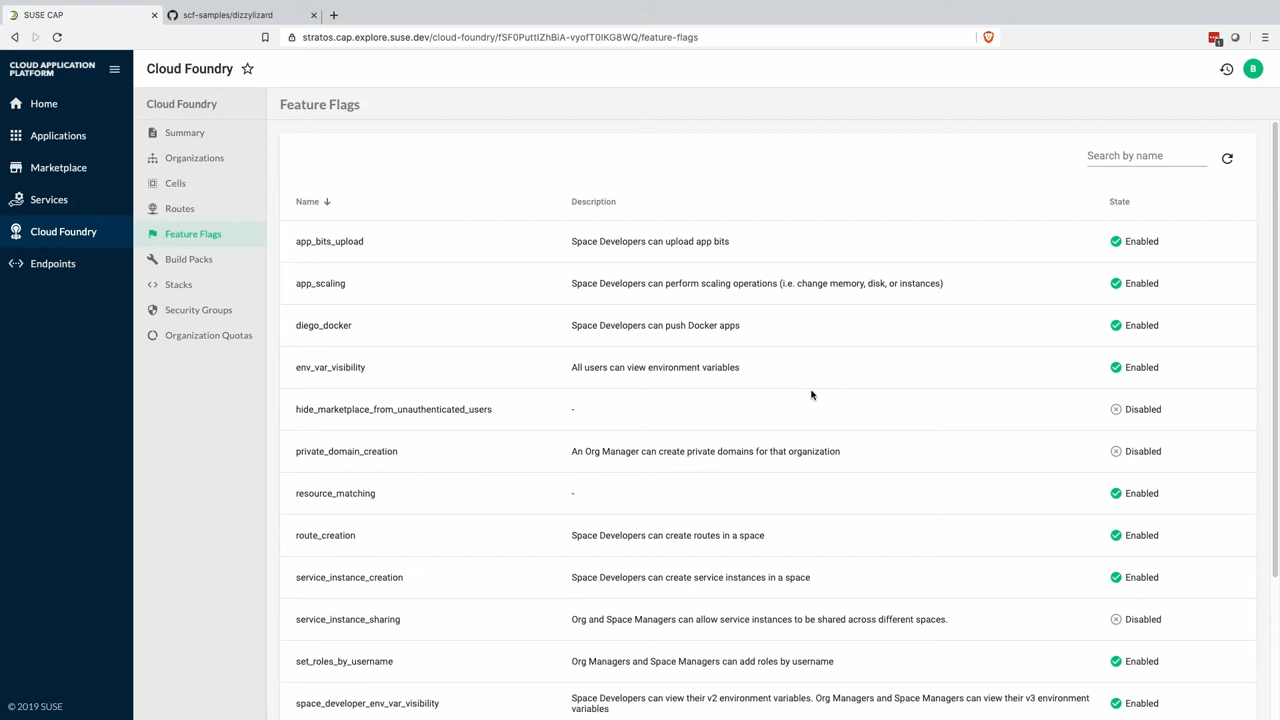 SUSE CAP
scf-samples/dizzylizard
stratos.cap.explore.suse.dev/cloud-foundry/fSF0PuttIZhBiA-vyofT0IKG8WQ/feature-flags
1
CLOUD APPLICATION
PLATFORM
Home
Applications
Marketplace
Services
Cloud Foundry
Endpoints
© 2019 SUSE
Cloud Foundry
B
Cloud Foundry
Summary
Organizations
Cells
Routes
Feature Flags
Build Packs
Stacks
Security Groups
Organization Quotas
Feature Flags
Search by name
Name Description State
app_bits_upload Space Developers can upload app bits Enabled
app_scaling Space Developers can perform scaling operations (i.e. change memory, disk, or instances) Enabled
diego_docker Space Developers can push Docker apps Enabled
env_var_visibility All users can view environment variables Enabled
hide_marketplace_from_unauthenticated_users - Disabled
private_domain_creation An Org Manager can create private domains for that organization Disabled
resource_matching - Enabled
route_creation Space Developers can create routes in a space Enabled
service_instance_creation Space Developers can create service instances in a space Enabled
service_instance_sharing Org and Space Managers can allow service instances to be shared across different spaces. Disabled
set_roles_by_username Org Managers and Space Managers can add roles by username Enabled
space_developer_env_var_visibility Space Developers can view their v2 environment variables. Org Managers and Space Managers can view their v3 environment Enabled
variables